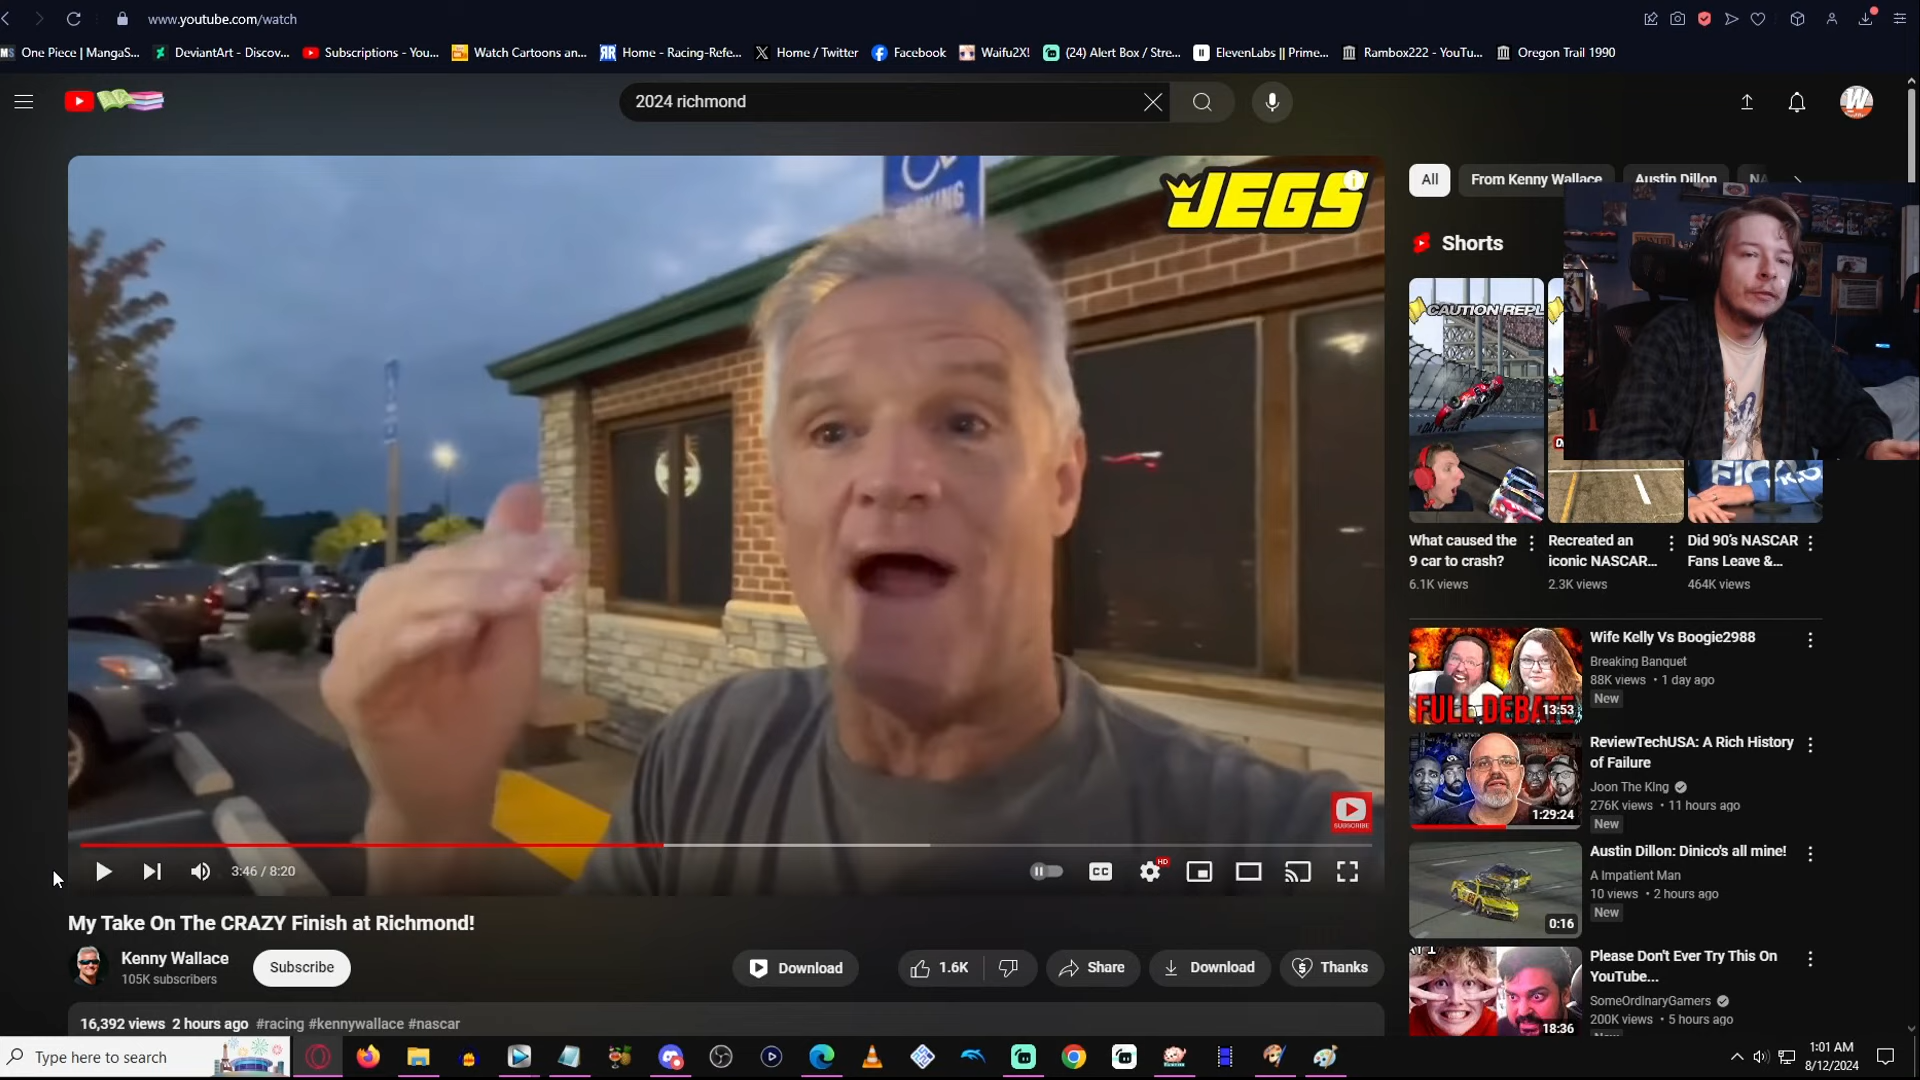 www.youtube.com/watch
One Piece | MangaS...
DeviantArt - Discov...
Subscriptions - You...
Watch Cartoons an...
Home - Racing-Refe...
Home / Twitter
Facebook
Waifu2X!
(24) Alert Box / Stre...
ElevenLabs || Prime...
Rambox222 - YouTu...
Oregon Trail 1990
2024 richmond
JEGS
All
From Kenny Wallace
Austin Dillon
Shorts
CAUTION REPL
What caused the
9 car to crash?
6.1K views
Recreated an
iconic NASCAR...
2.3K views
Did 90's NASCAR
Fans Leave &...
464K views
FULL DEBATE
13:53
Wife Kelly Vs Boogie2988
Breaking Banquet
88K views • 1 day ago
New
1:29:24
ReviewTechUSA: A Rich History
of Failure
Joon The King
276K views • 11 hours ago
New
0:16
Austin Dillon: Dinico's all mine!
A Impatient Man
10 views • 2 hours ago
New
18:36
Please Don't Ever Try This On
YouTube...
SomeOrdinaryGamers
200K views • 5 hours ago
SUBSCRIBE
3:46 / 8:20
CC
HD
My Take On The CRAZY Finish at Richmond!
Kenny Wallace
105K subscribers
Subscribe
Download
1.6K
Share
Download
Thanks
16,392 views 2 hours ago #racing #kennywallace #nascar
Type here to search
1:01 AM
8/12/2024